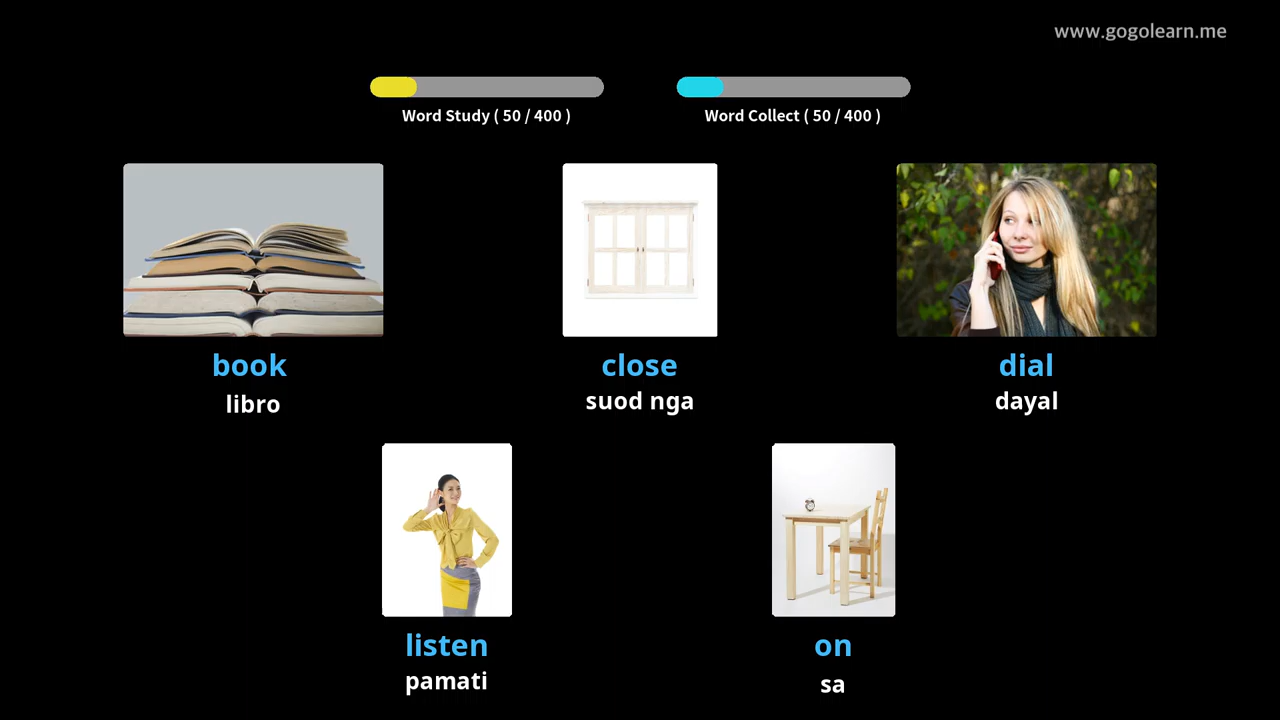 www.gogolearn.me
Word Study ( 50 / 400 )
Word Collect ( 50 / 400 )
book
libro
close
suod nga
dial
dayal
listen
pamati
on
sa